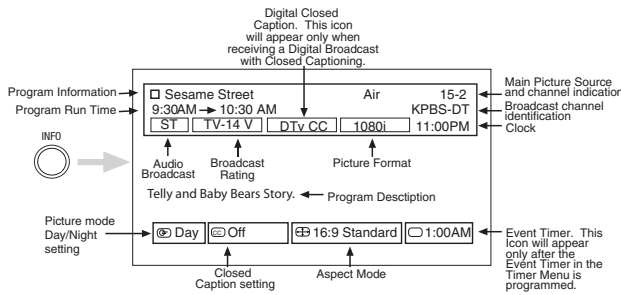 Digital Closed
Caption. This icon
will appear only when
receiving a Digital Broadcast
with Closed Captioning.
Program Information
Sesame Street
Air
15-2
Main Picture Source
and channel indication
Program Run Time
9:30AM → 10:30 AM
KPBS-DT
Broadcast channel
identification
ST
TV-14 V
DTv CC
1080i
11:00PM
Clock
INFO
Audio
Broadcast
Broadcast
Rating
Picture Format
Telly and Baby Bears Story.
Program Desctiption
Picture mode
Day/Night
setting
Day
CC Off
16:9 Standard
1:00AM
Event Timer. This
Icon will appear
only after the
Event Timer in the
Timer Menu is
programmed.
Closed
Caption setting
Aspect Mode